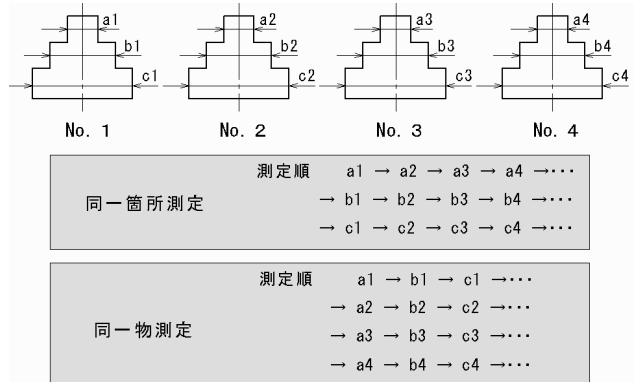 a1 a2 a3 a4
b1 b2 b3 b4
c1 c2 c3 c4
No. 1 No. 2 No. 3 No. 4
測定順 a1 → a2 → a3 → a4 →･･･
同一箇所測定 → b1 → b2 → b3 → b4 →･･･
→ c1 → c2 → c3 → c4 →･･･
測定順 a1 → b1 → c1 →･･･
→ a2 → b2 → c2 →･･･
同一物測定 → a3 → b3 → c3 →･･･
→ a4 → b4 → c4 →･･･